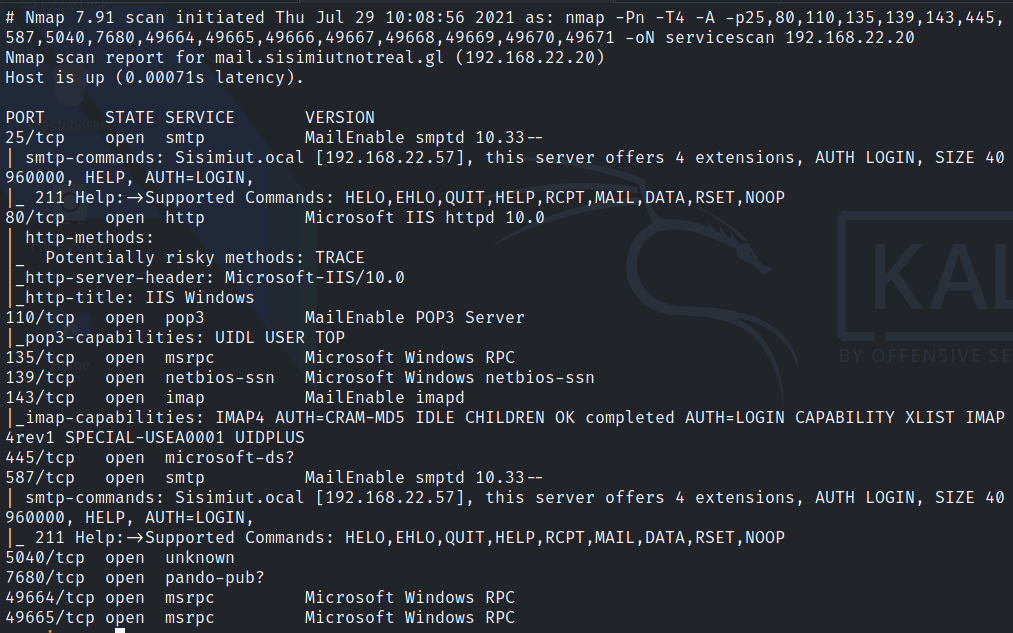 # Nmap 7.91 scan initiated Thu Jul 29 10:08:56 2021 as: nmap -Pn -T4 -A -p25,80,110,135,139,143,445,
587,5040,7680,49664,49665,49666,49667,49668,49669,49670,49671 -oN servicescan 192.168.22.20
Nmap scan report for mail.sisimiutnotreal.gl (192.168.22.20)
Host is up (0.00071s latency).
PORT      STATE SERVICE       VERSION
25/tcp    open  smtp          MailEnable smptd 10.33--
| smtp-commands: Sisimiut.ocal [192.168.22.57], this server offers 4 extensions, AUTH LOGIN, SIZE 40
960000, HELP, AUTH=LOGIN,
|_ 211 Help:→Supported Commands: HELO,EHLO,QUIT,HELP,RCPT,MAIL,DATA,RSET,NOOP
80/tcp    open  http          Microsoft IIS httpd 10.0
| http-methods:
|_  Potentially risky methods: TRACE
|_http-server-header: Microsoft-IIS/10.0
|_http-title: IIS Windows
110/tcp   open  pop3          MailEnable POP3 Server
|_pop3-capabilities: UIDL USER TOP
135/tcp   open  msrpc         Microsoft Windows RPC
139/tcp   open  netbios-ssn   Microsoft Windows netbios-ssn
143/tcp   open  imap          MailEnable imapd
|_imap-capabilities: IMAP4 AUTH=CRAM-MD5 IDLE CHILDREN OK completed AUTH=LOGIN CAPABILITY XLIST IMAP
4rev1 SPECIAL-USEA0001 UIDPLUS
445/tcp   open  microsoft-ds?
587/tcp   open  smtp          MailEnable smptd 10.33--
| smtp-commands: Sisimiut.ocal [192.168.22.57], this server offers 4 extensions, AUTH LOGIN, SIZE 40
960000, HELP, AUTH=LOGIN,
|_ 211 Help:→Supported Commands: HELO,EHLO,QUIT,HELP,RCPT,MAIL,DATA,RSET,NOOP
5040/tcp  open  unknown
7680/tcp  open  pando-pub?
49664/tcp open  msrpc         Microsoft Windows RPC
49665/tcp open  msrpc         Microsoft Windows RPC
KAL
BY OFFENSIVE SE